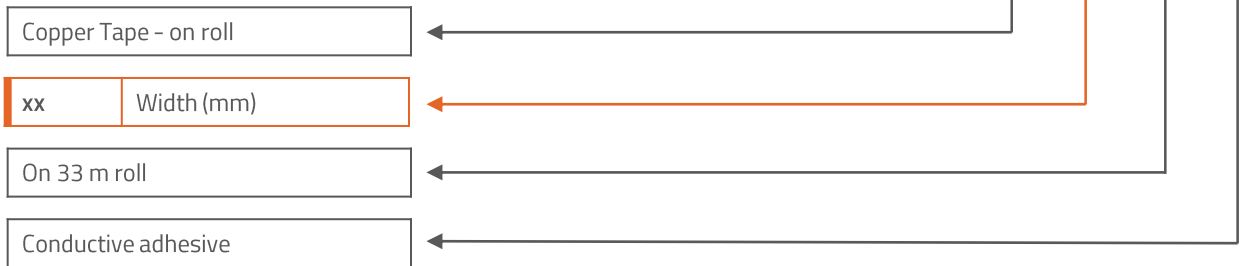 Copper Tape - on roll
xx Width (mm)
On 33 m roll
Conductive adhesive